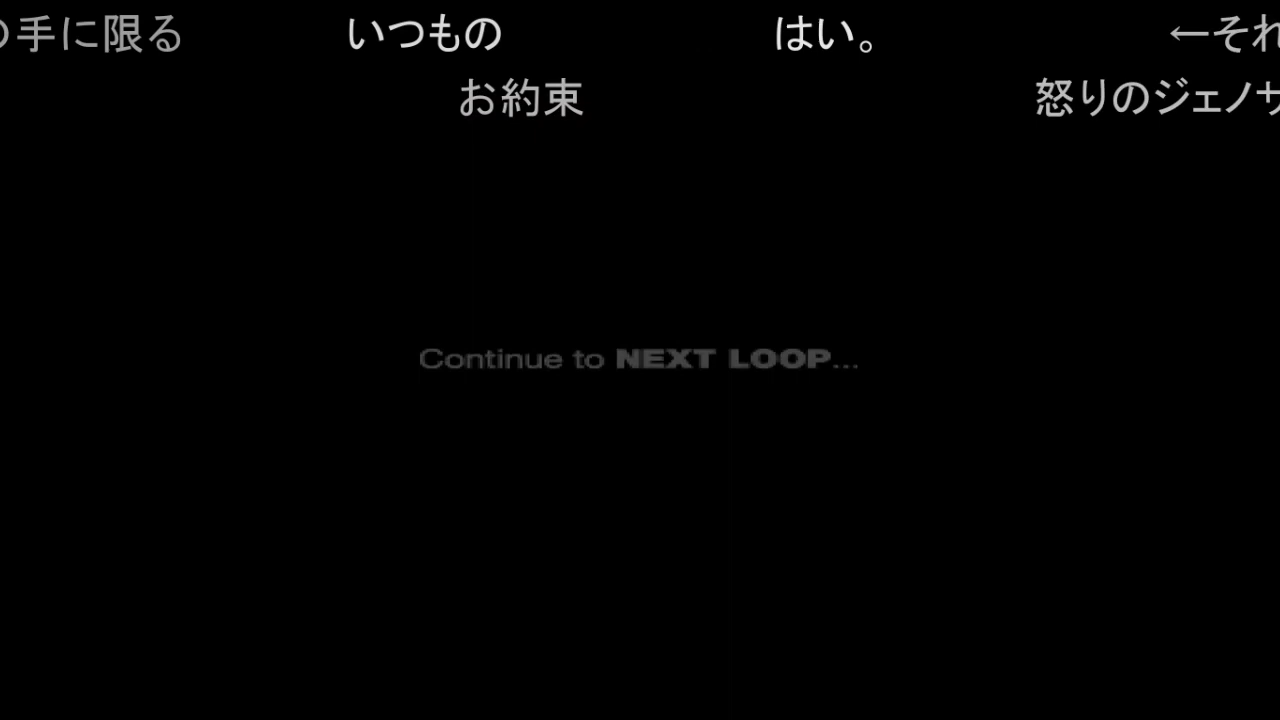 の手に限る いつもの はい。 ←それ
お約束 怒りのジェノサ
Continue to NEXT LOOP...